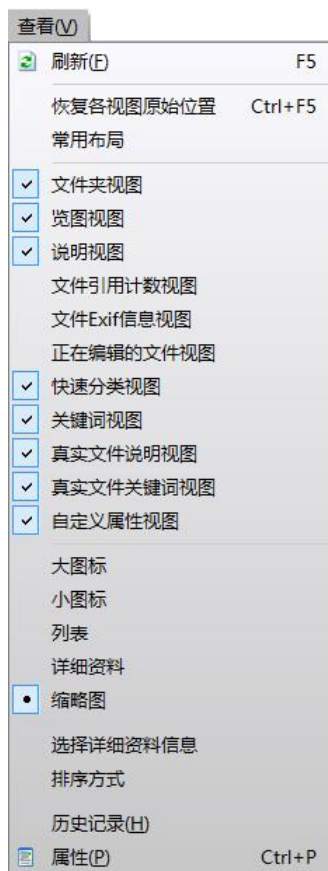 查看(V)
刷新(F) F5
恢复各视图原始位置 Ctrl+F5
常用布局
文件夹视图
览图视图
说明视图
文件引用计数视图
文件Exif信息视图
正在编辑的文件视图
快速分类视图
关键词视图
真实文件说明视图
真实文件关键词视图
自定义属性视图
大图标
小图标
列表
详细资料
缩略图
选择详细资料信息
排序方式
历史记录(H)
属性(P) Ctrl+P